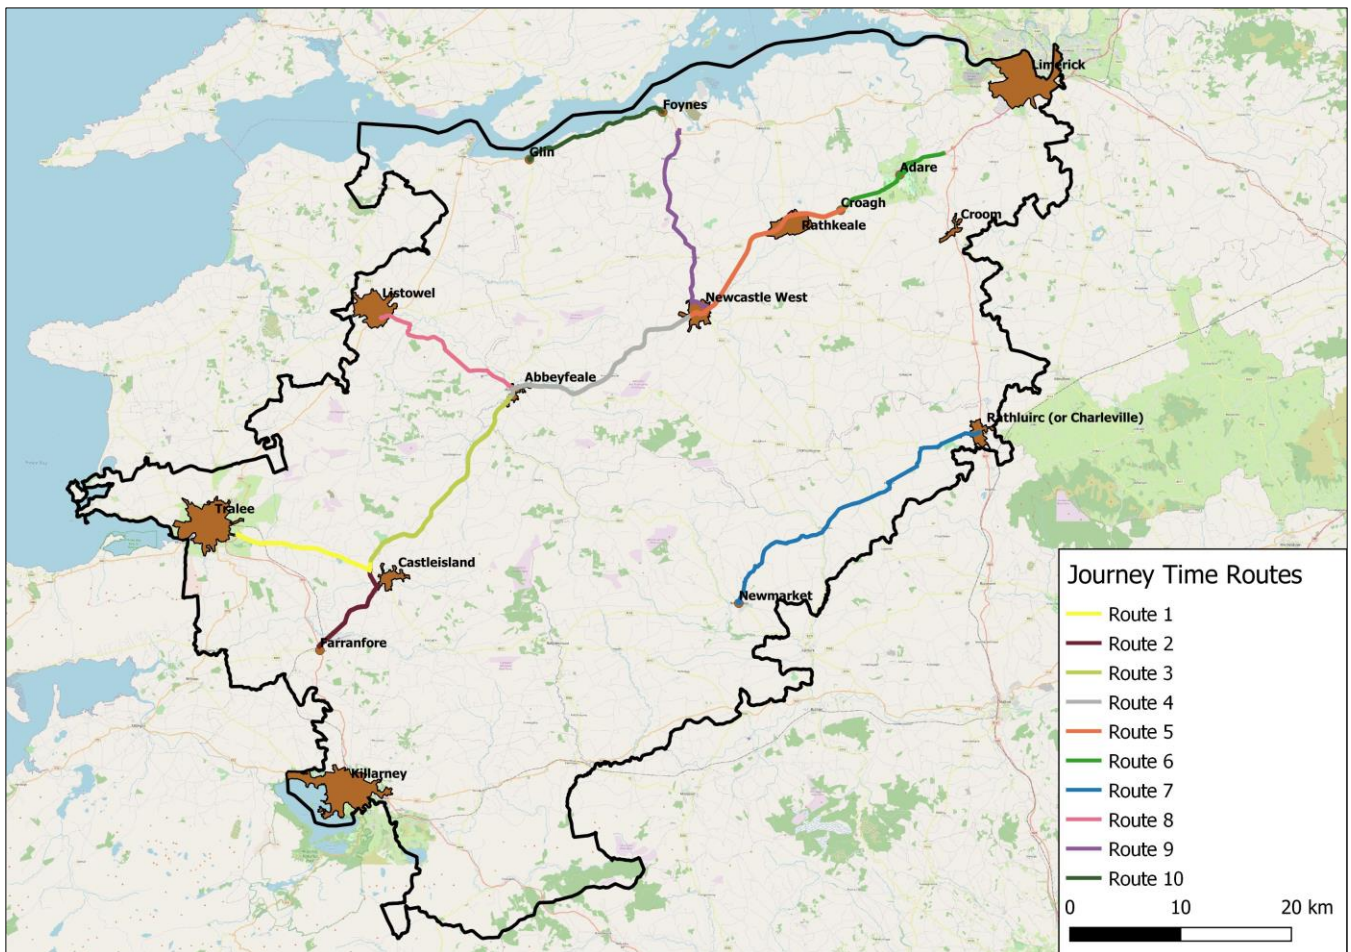 Limerick
Foynes
Glin
Adare
Croagh
Croom
Rathkeale
Listowel
Newcastle West
Abbeyfeale
Rathluirc (or Charleville)
Tralee
Castleisland
Newmarket
Farranfore
Killarney
Journey Time Routes
Route 1
Route 2
Route 3
Route 4
Route 5
Route 6
Route 7
Route 8
Route 9
Route 10
0 10 20 km